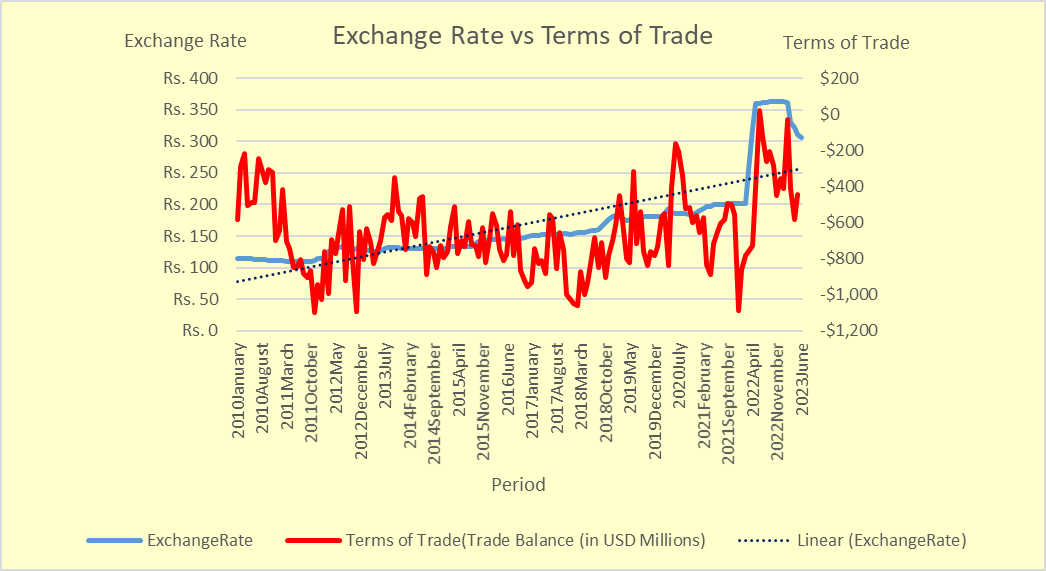 Exchange Rate vs Terms of Trade
Exchange Rate
Terms of Trade
Rs. 400
Rs. 350
Rs. 300
Rs. 250
Rs. 200
Rs. 150
Rs. 100
Rs. 50
Rs. 0
$200
$0
-$200
-$400
-$600
-$800
-$1,000
-$1,200
2010January
2010August
2011March
2011October
2012May
2012December
2013July
2014February
2014September
2015April
2015November
2016June
2017January
2017August
2018March
2018October
2019May
2019December
2020July
2021February
2021September
2022April
2022November
2023June
Period
ExchangeRate
Terms of Trade(Trade Balance (in USD Millions)
Linear (ExchangeRate)